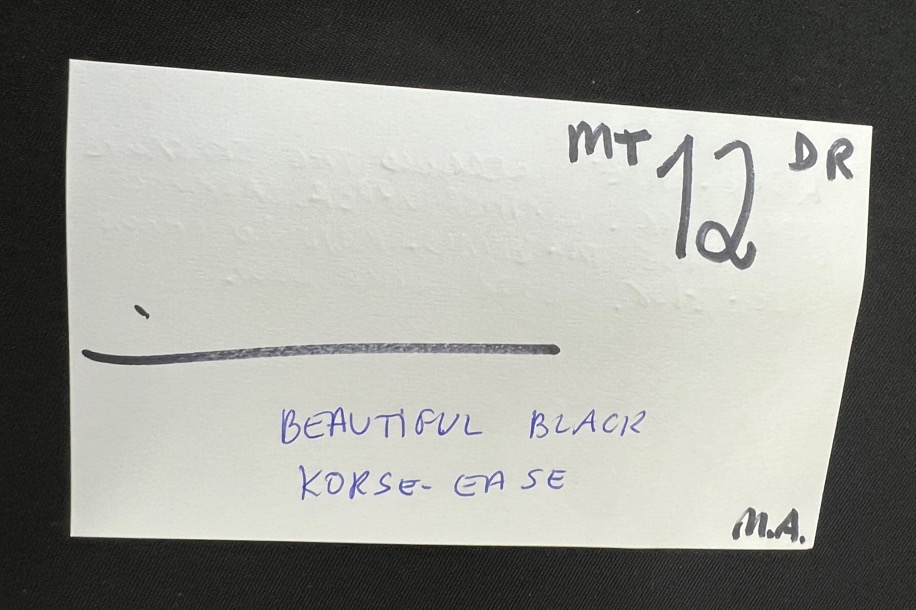 MT 12 DR
BEAUTIFUL BLACK
KORSE-EASE
M.A.